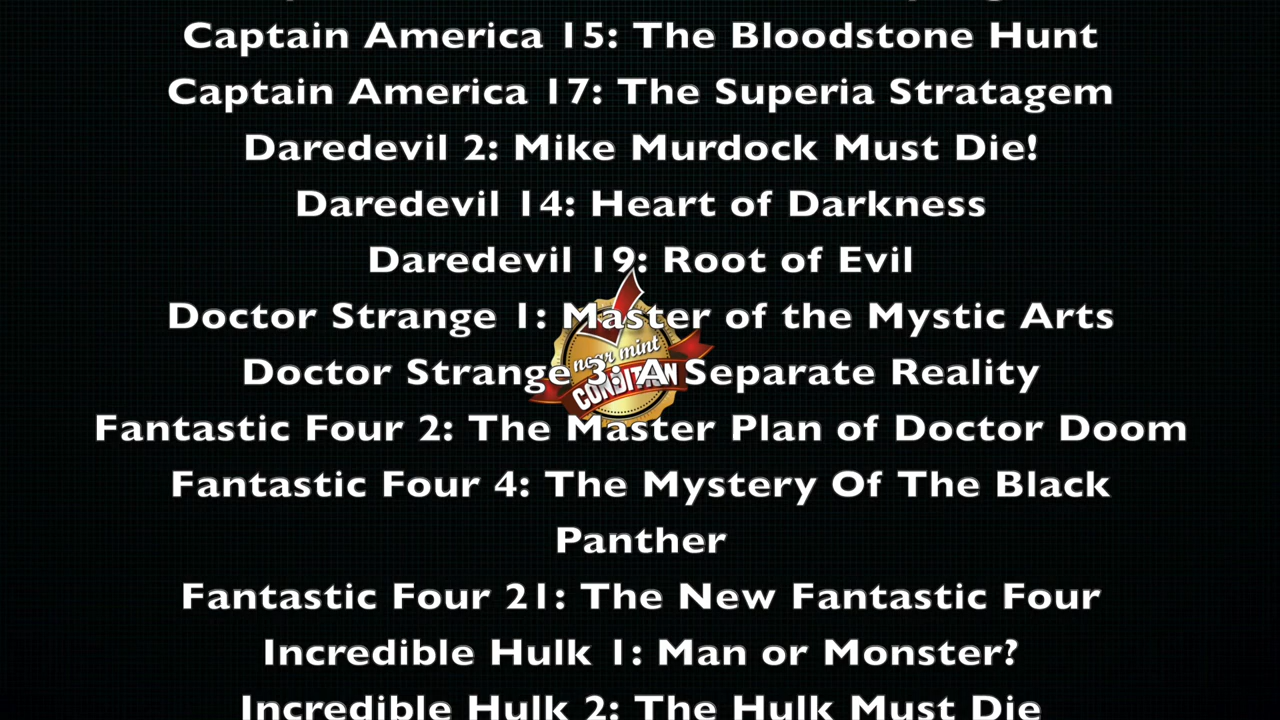 Captain America 15: The Bloodstone Hunt
Captain America 17: The Superia Stratagem
Daredevil 2: Mike Murdock Must Die!
Daredevil 14: Heart of Darkness
Daredevil 19: Root of Evil
Doctor Strange 1: Master of the Mystic Arts
near mint
Doctor Strange 3: A Separate Reality
CONDITION
Fantastic Four 2: The Master Plan of Doctor Doom
Fantastic Four 4: The Mystery Of The Black
Panther
Fantastic Four 21: The New Fantastic Four
Incredible Hulk 1: Man or Monster?
Incredible Hulk 2: The Hulk Must Die